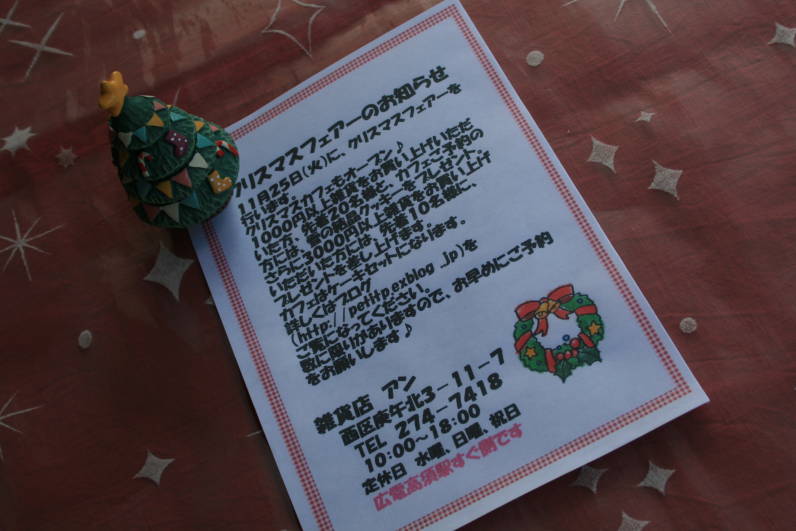 クリスマスフェアーのお知らせ
11月25日(火)に、クリスマスフェアーを
行います。
クリスマスカフェもオープン♪
1000円以上雑貨をお買い上げいただ
いた方、先着20名様と、カフェご予約の
方には、雪の結晶クッキーをプレゼント。
さらに3000円以上雑貨をお買い上げ
いただいた方には、先着10名様に、
プレゼントを差し上げます。
カフェはケーキセットになります。
詳しくはブログ
(http://petitp.exblog.jp)を
ご覧になってください。
数に限りがありますので、お早めにご予約
をお願いします♪
雑貨店 アン
西区庚午北3-11-7
TEL 274-7418
10:00~18:00
定休日 水曜、日曜、祝日
広電高須駅すぐ側です